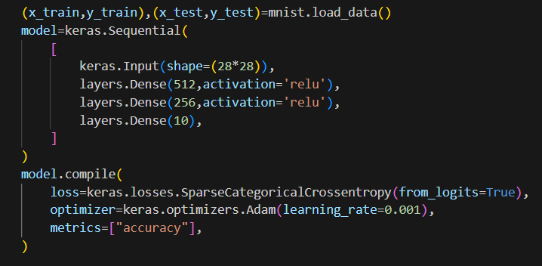 (x_train,y_train),(x_test,y_test)=mnist.load_data()
model=keras.Sequential(
    [
        keras.Input(shape=(28*28)),
        layers.Dense(512,activation='relu'),
        layers.Dense(256,activation='relu'),
        layers.Dense(10),
    ]
)
model.compile(
    loss=keras.losses.SparseCategoricalCrossentropy(from_logits=True),
    optimizer=keras.optimizers.Adam(learning_rate=0.001),
    metrics=["accuracy"],
)